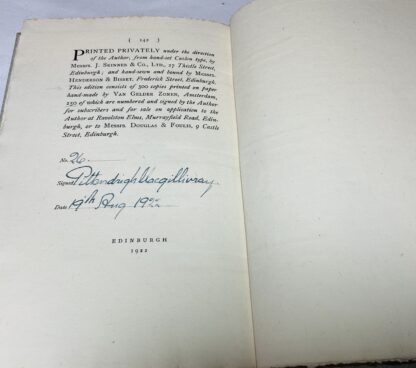 ( 142 )
PRINTED PRIVATELY under the direction
of the Author, from hand-set Caslon type, by
MESSRS. J. SKINNER & CO., LTD., 27 Thistle Street,
Edinburgh; and hand-sewn and bound by MESSRS.
HENDERSON & BISSET, Frederick Street, Edinburgh.
This edition consists of 500 copies printed on paper
hand-made by VAN GELDER ZONEN, Amsterdam,
250 of which are numbered and signed by the Author
for subscribers and for sale on application to the
Author at Ravelston Elms, Murrayfield Road, Edin-
burgh, or to MESSRS. DOUGLAS & FOULIS, 9 Castle
Street, Edinburgh.
No. 26
Signed Pittendrigh Macgillivray
Date 19th Aug 1922
EDINBURGH
1922